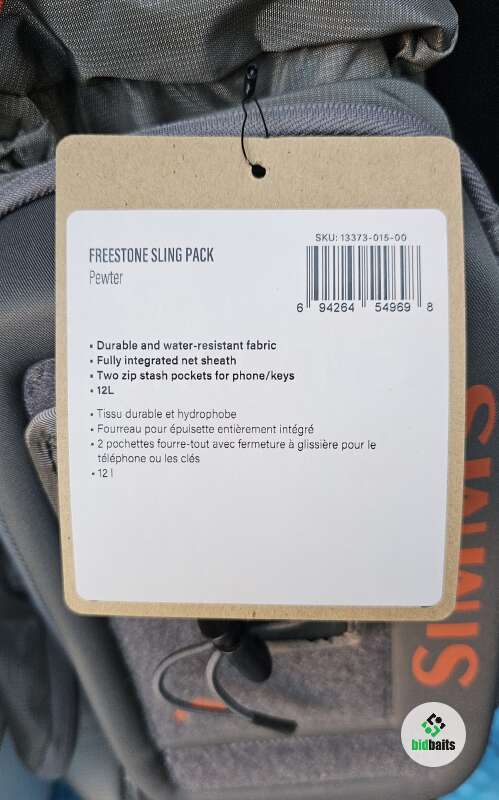 SKU: 13373-015-00
FREESTONE SLING PACK
Pewter
6 94264 54969 8
▪ Durable and water-resistant fabric
▪ Fully integrated net sheath
▪ Two zip stash pockets for phone/keys
▪ 12L
▪ Tissu durable et hydrophobe
▪ Fourreau pour épuisette entièrement intégré
▪ 2 pochettes fourre-tout avec fermeture à glissière pour le
téléphone ou les clés
▪ 12 l
SIMMS
bidbaits